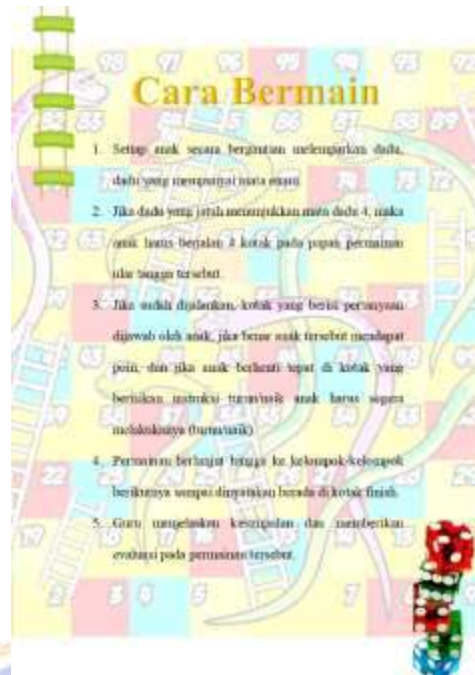 Cara Bermain
1. Setiap anak secara bergantian melemparkan dadu,
dadu yang mempunyai mata enam.
2. Jika dadu yang jatuh menunjukkan mata dadu 4, maka
anak harus berjalan 4 kotak pada papan permainan
ular tangga tersebut.
3. Jika sudah dijalankan, kotak yang berisi pertanyaan
dijawab oleh anak, jika benar anak tersebut mendapat
poin, dan jika anak berhenti tepat di kotak yang
berisikan instruksi turun/naik anak harus segera
melakukannya (turun/naik)
4. Permainan berlanjut hingga ke kelompok-kelompok
berikutnya sampai dinyatakan berada di kotak finish.
5. Guru menjelaskan kesimpulan dan memberikan
evaluasi pada permainan tersebut.